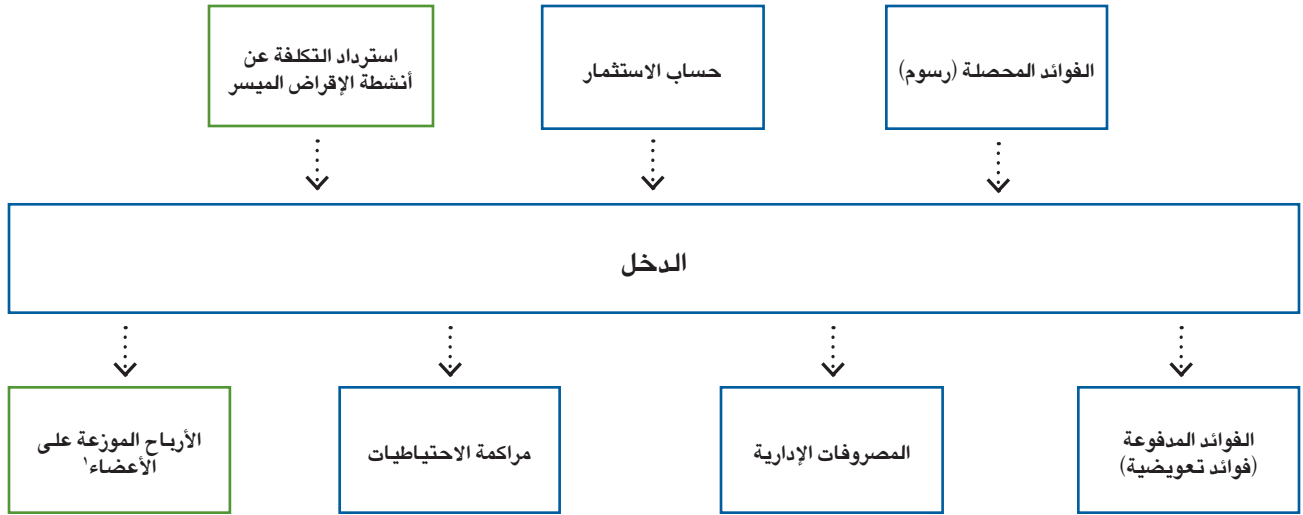 الفوائد المحصلة (رسوم)
حساب الاستثمار
استرداد التكلفة عن
أنشطة الإقراض الميسر
الدخل
الفوائد المدفوعة
(فوائد تعويضية)
المصروفات الإدارية
مراكمة الاحتياطيات
الأرباح الموزعة على
الأعضاء١